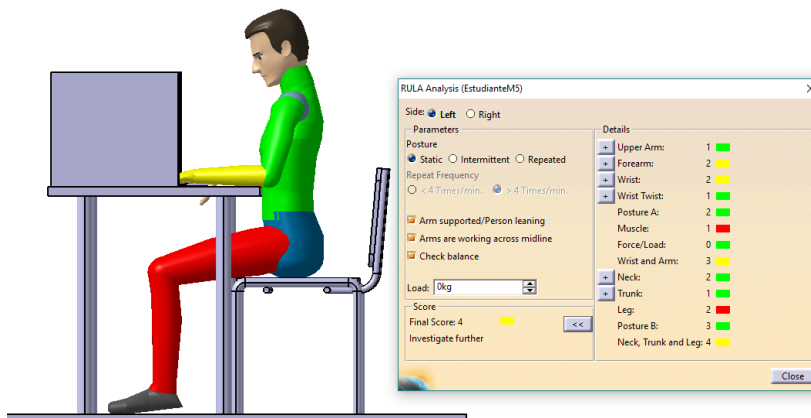 RULA Analysis (EstudianteM5)
Side: Left Right
Parameters
Posture
Static Intermittent Repeated
Repeat Frequency
< 4 Times/min. > 4 Times/min.
Arm supported/Person leaning
Arms are working across midline
Check balance
Load: 0kg
Score
Final Score: 4
<<
Investigate further
Details
+ Upper Arm: 1
+ Forearm: 2
+ Wrist: 2
+ Wrist Twist: 1
Posture A: 2
Muscle: 1
Force/Load: 0
Wrist and Arm: 3
+ Neck: 2
+ Trunk: 1
Leg: 2
Posture B: 3
Neck, Trunk and Leg: 4
Close